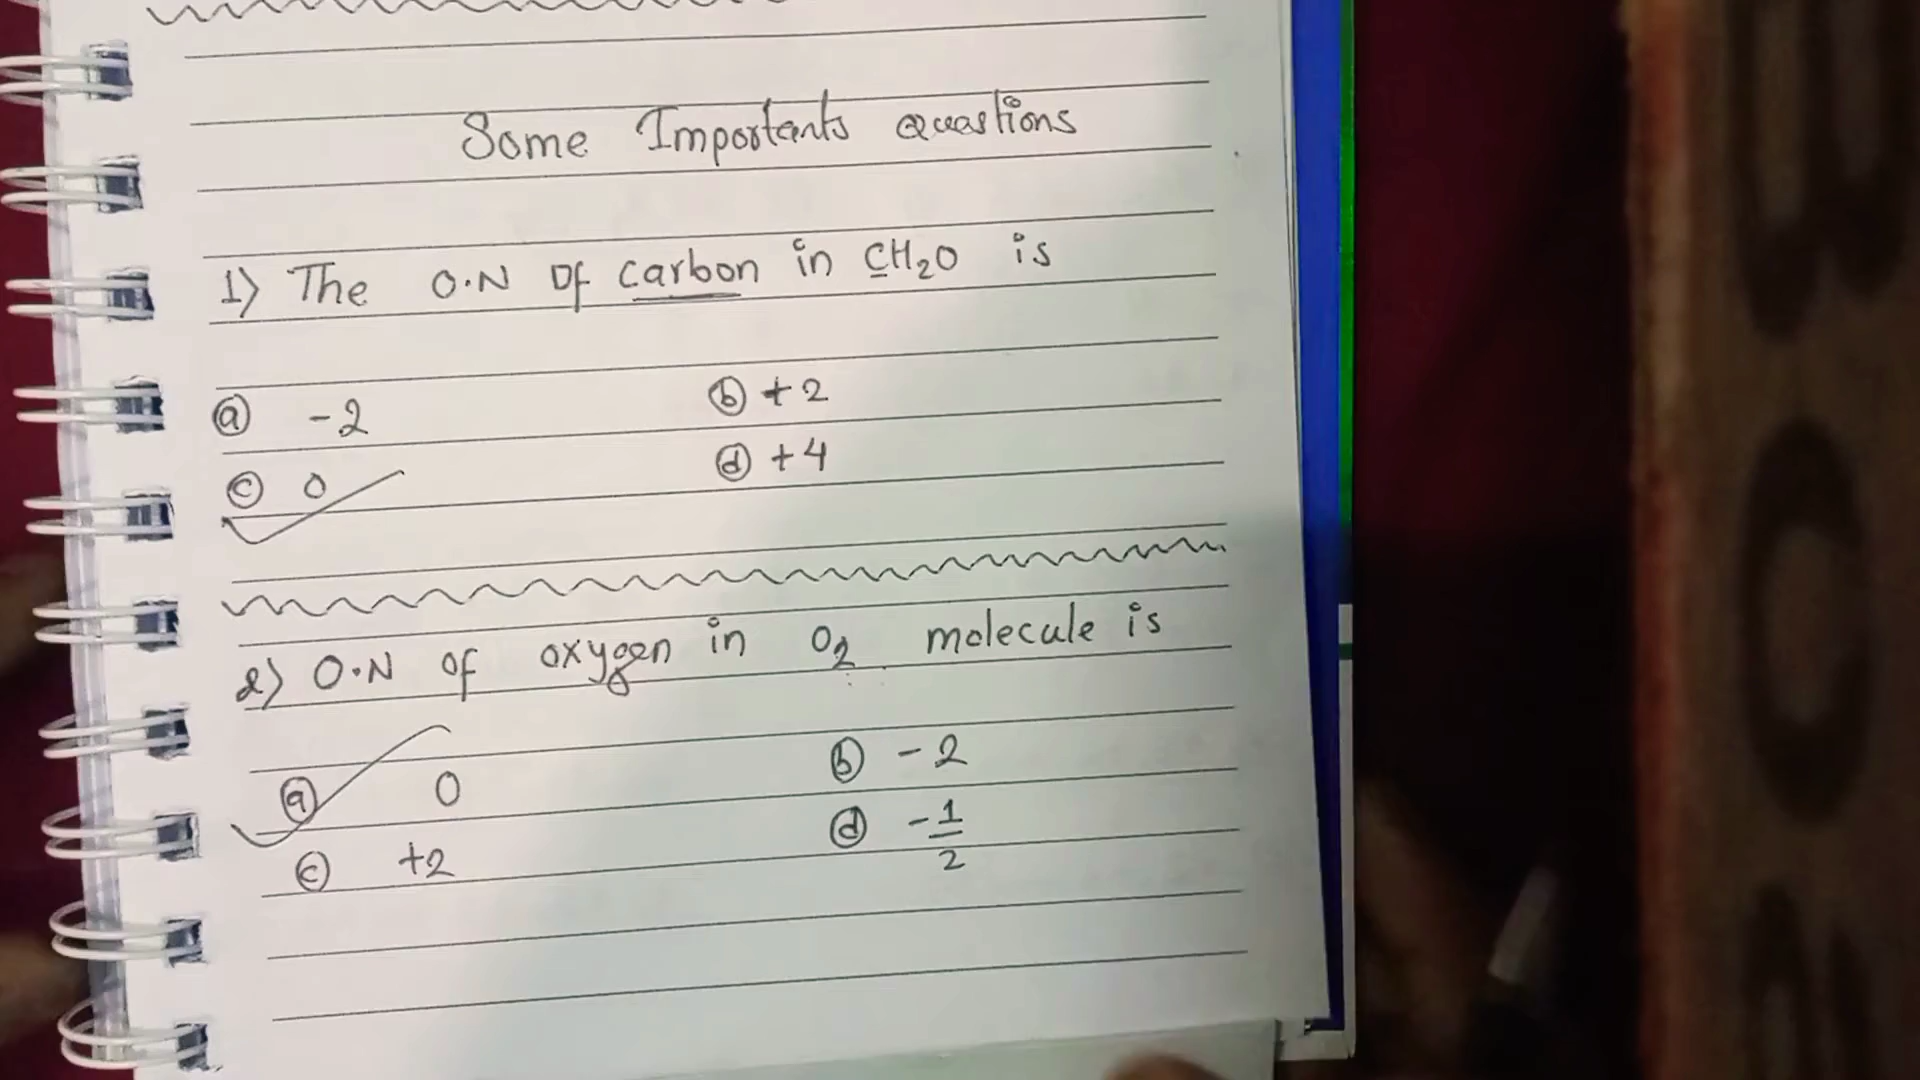 Some Importants questions
1) The O.N of carbon in CH2O is
(a) -2 (b) +2
(c) 0 (d) +4
2) O.N of oxygen in O2 molecule is
(a) 0 (b) -2
(c) +2 (d) -1/2